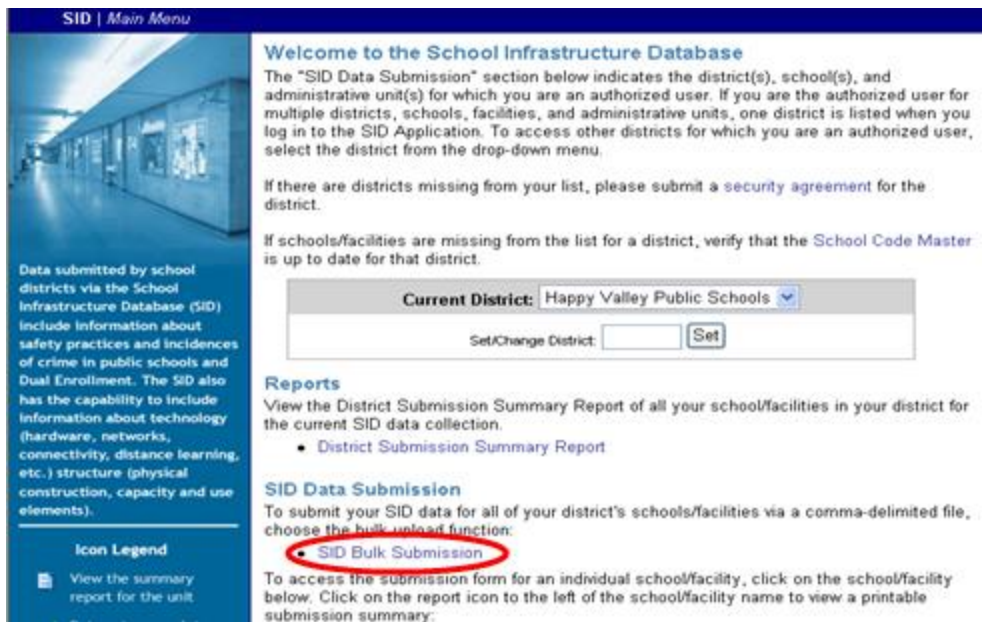 SID | Main Menu
Data submitted by school
districts via the School
Infrastructure Database (SID)
include information about
safety practices and incidences
of crime in public schools and
Dual Enrollment. The SID also
has the capability to include
information about technology
(hardware, networks,
connectivity, distance learning,
etc.) structure (physical
construction, capacity and use
elements).
Icon Legend
View the summary
report for the unit
Welcome to the School Infrastructure Database
The "SID Data Submission" section below indicates the district(s), school(s), and
administrative unit(s) for which you are an authorized user. If you are the authorized user for
multiple districts, schools, facilities, and administrative units, one district is listed when you
log in to the SID Application. To access other districts for which you are an authorized user,
select the district from the drop-down menu.
If there are districts missing from your list, please submit a security agreement for the
district.
If schools/facilities are missing from the list for a district, verify that the School Code Master
is up to date for that district.
Current District: Happy Valley Public Schools
Set/Change District: Set
Reports
View the District Submission Summary Report of all your school/facilities in your district for
the current SID data collection.
• District Submission Summary Report
SID Data Submission
To submit your SID data for all of your district's schools/facilities via a comma-delimited file,
choose the bulk upload function:
• SID Bulk Submission
To access the submission form for an individual school/facility, click on the school/facility
below. Click on the report icon to the left of the school/facility name to view a printable
submission summary: